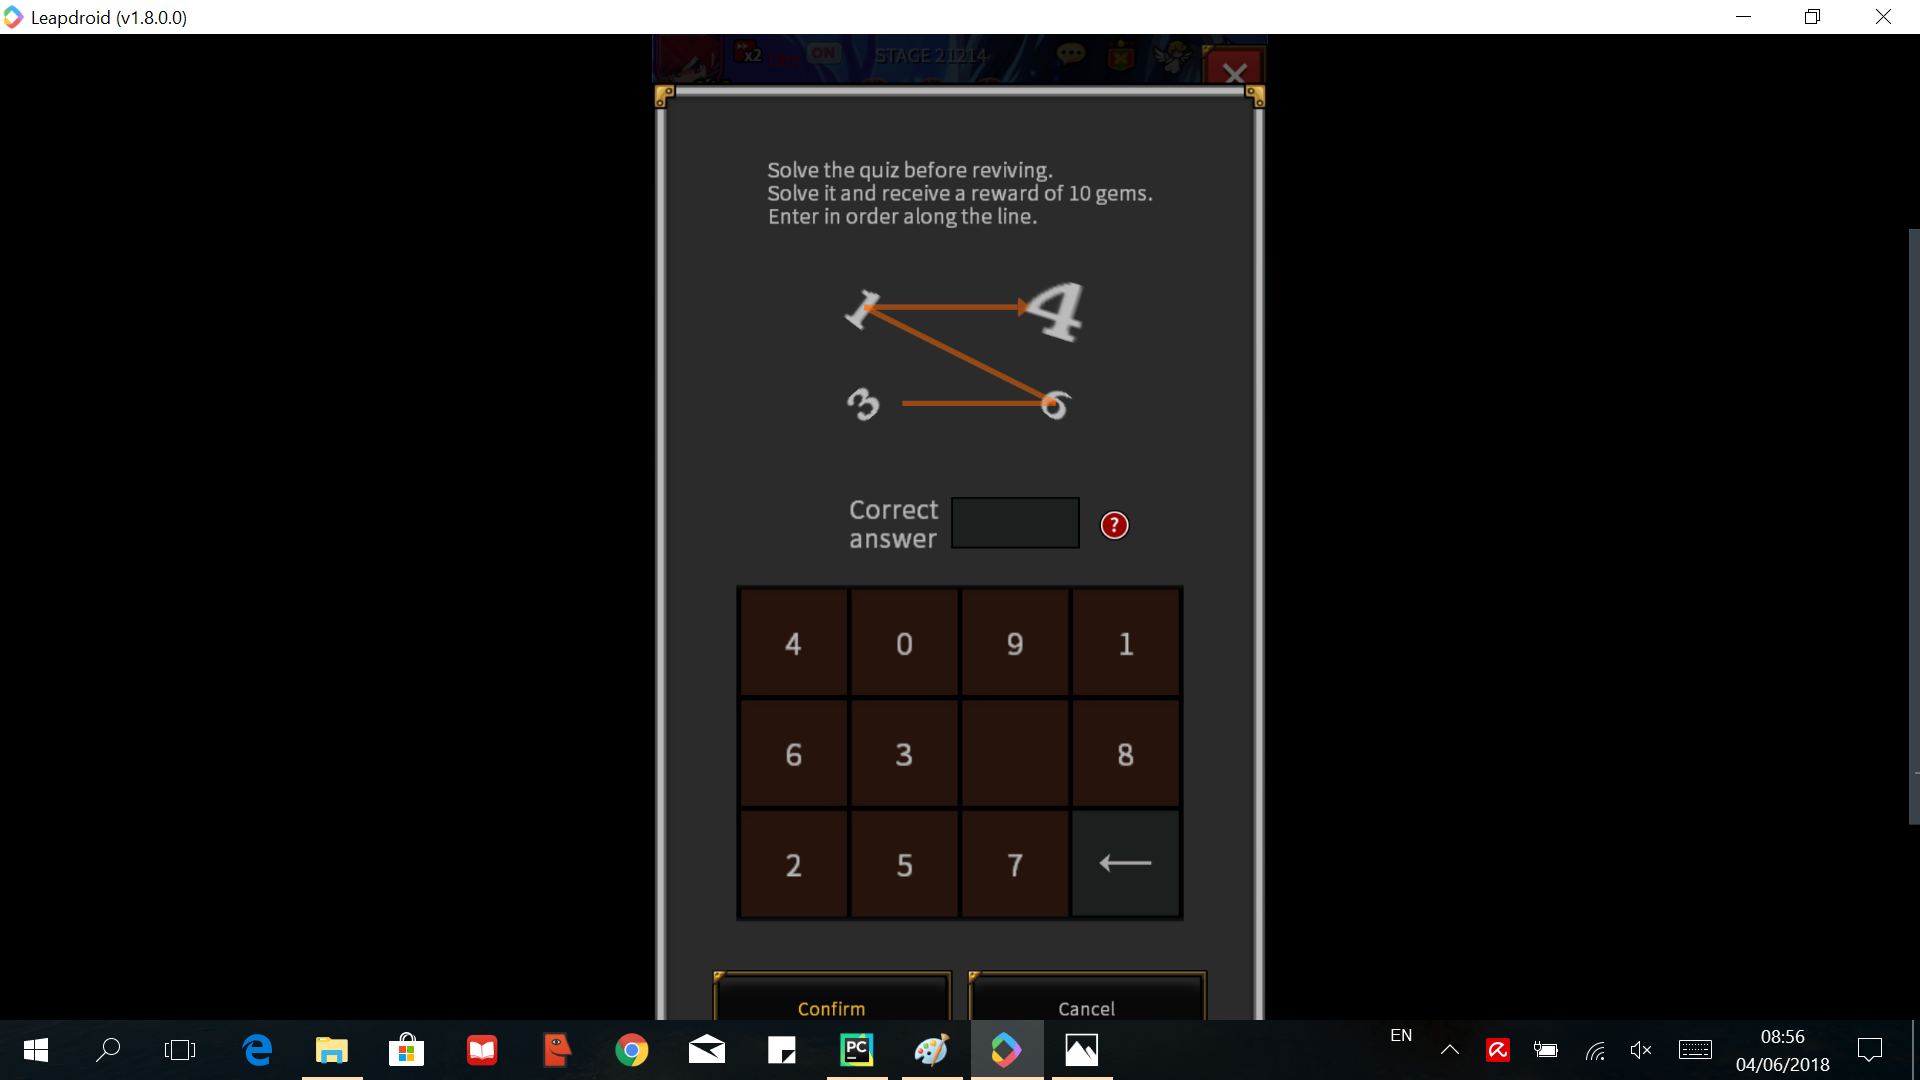 Leapdroid (v1.8.0.0)
x2
ON
STAGE 21214
Solve the quiz before reviving.
Solve it and receive a reward of 10 gems.
Enter in order along the line.
1 4
3 6
Correct
answer
?
4 0 9 1
6 3 8
2 5 7
Confirm Cancel
PC
EN
08:56
04/06/2018